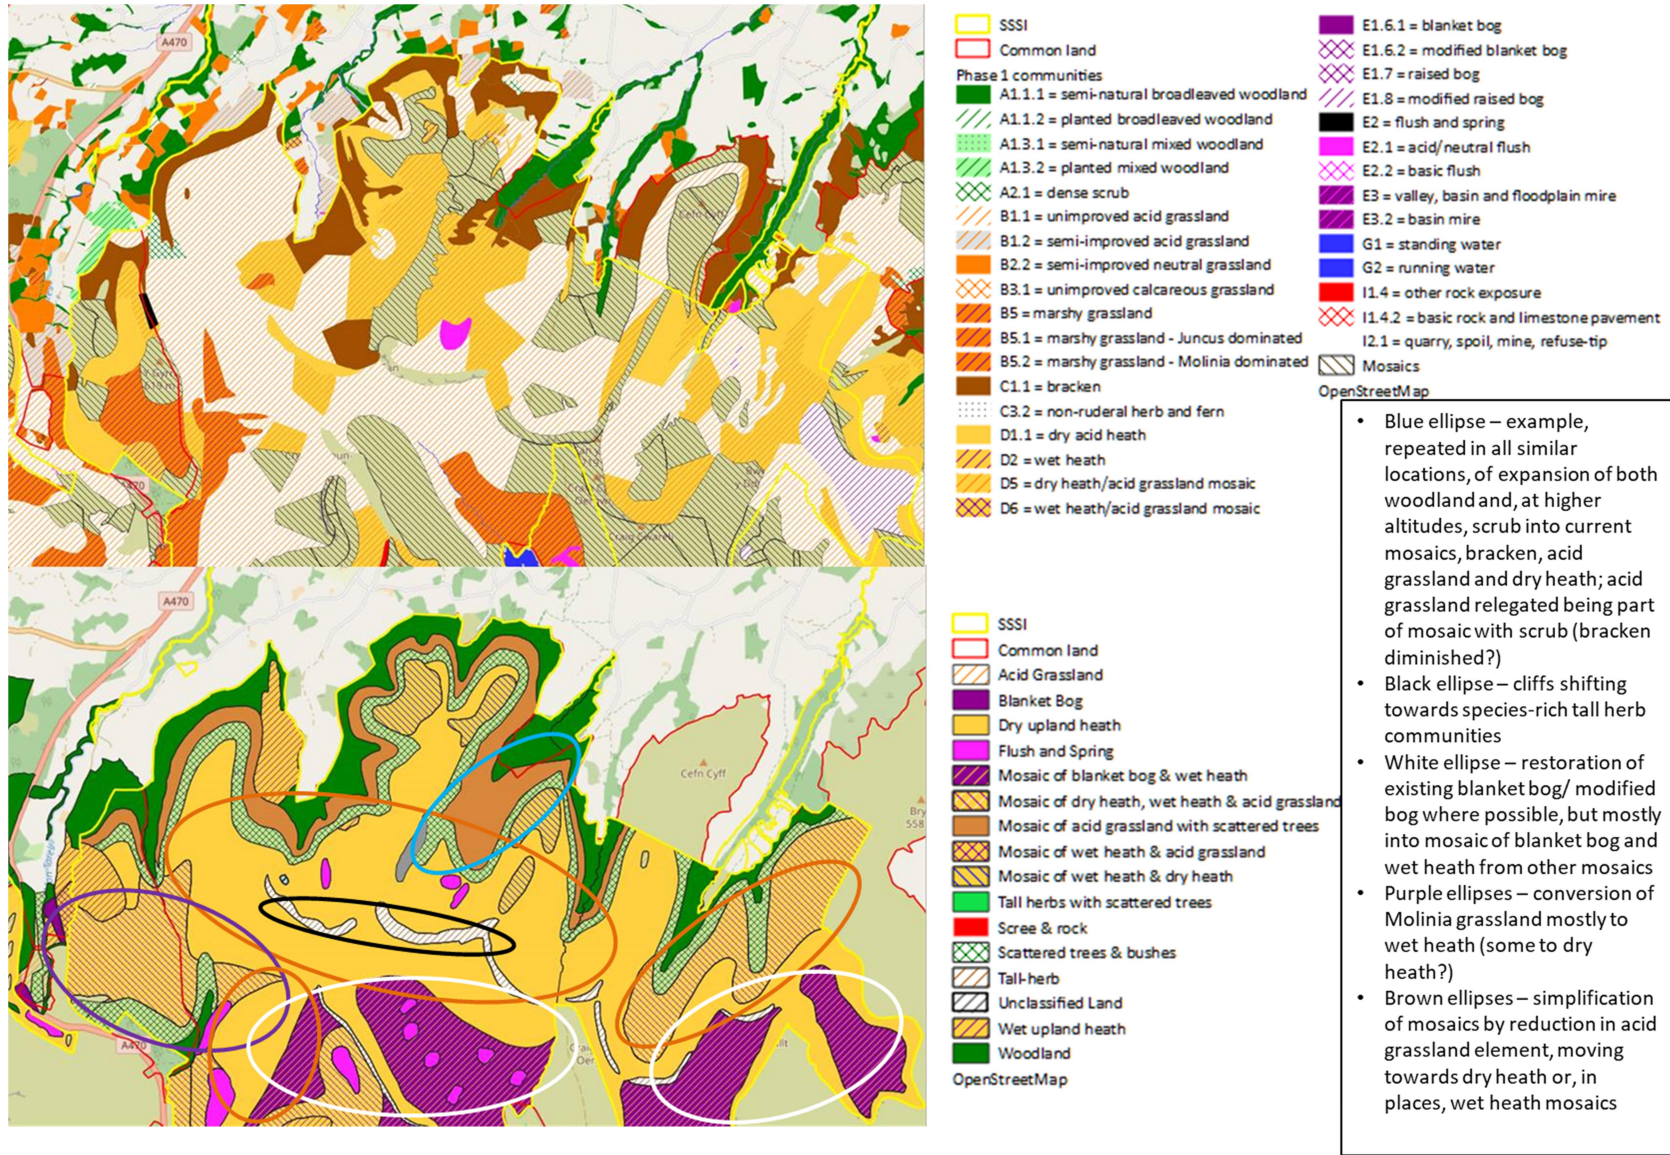 A470
Cefn Cyff
A470
SSSI
Common land
Phase 1 communities
A1.1.1 = semi-natural broadleaved woodland
A1.1.2 = planted broadleaved woodland
A1.3.1 = semi-natural mixed woodland
A1.3.2 = planted mixed woodland
A2.1 = dense scrub
B1.1 = unimproved acid grassland
B1.2 = semi-improved acid grassland
B2.2 = semi-improved neutral grassland
B3.1 = unimproved calcareous grassland
B5 = marshy grassland
B5.1 = marshy grassland - Juncus dominated
B5.2 = marshy grassland - Molinia dominated
C1.1 = bracken
C3.2 = non-ruderal herb and fern
D1.1 = dry acid heath
D2 = wet heath
D5 = dry heath/acid grassland mosaic
D6 = wet heath/acid grassland mosaic
E1.6.1 = blanket bog
E1.6.2 = modified blanket bog
E1.7 = raised bog
E1.8 = modified raised bog
E2 = flush and spring
E2.1 = acid/neutral flush
E2.2 = basic flush
E3 = valley, basin and floodplain mire
E3.2 = basin mire
G1 = standing water
G2 = running water
I1.4 = other rock exposure
I1.4.2 = basic rock and limestone pavement
I2.1 = quarry, spoil, mine, refuse-tip
Mosaics
OpenStreetMap
A470
Cefn Cyff
Bry
558
A470
SSSI
Common land
Acid Grassland
Blanket Bog
Dry upland heath
Flush and Spring
Mosaic of blanket bog & wet heath
Mosaic of dry heath, wet heath & acid grassland
Mosaic of acid grassland with scattered trees
Mosaic of wet heath & acid grassland
Mosaic of wet heath & dry heath
Tall herbs with scattered trees
Scree & rock
Scattered trees & bushes
Tall-herb
Unclassified Land
Wet upland heath
Woodland
OpenStreetMap
• Blue ellipse – example,
repeated in all similar
locations, of expansion of both
woodland and, at higher
altitudes, scrub into current
mosaics, bracken, acid
grassland and dry heath; acid
grassland relegated being part
of mosaic with scrub (bracken
diminished?)
• Black ellipse – cliffs shifting
towards species-rich tall herb
communities
• White ellipse – restoration of
existing blanket bog/ modified
bog where possible, but mostly
into mosaic of blanket bog and
wet heath from other mosaics
• Purple ellipses – conversion of
Molinia grassland mostly to
wet heath (some to dry
heath?)
• Brown ellipses – simplification
of mosaics by reduction in acid
grassland element, moving
towards dry heath or, in
places, wet heath mosaics